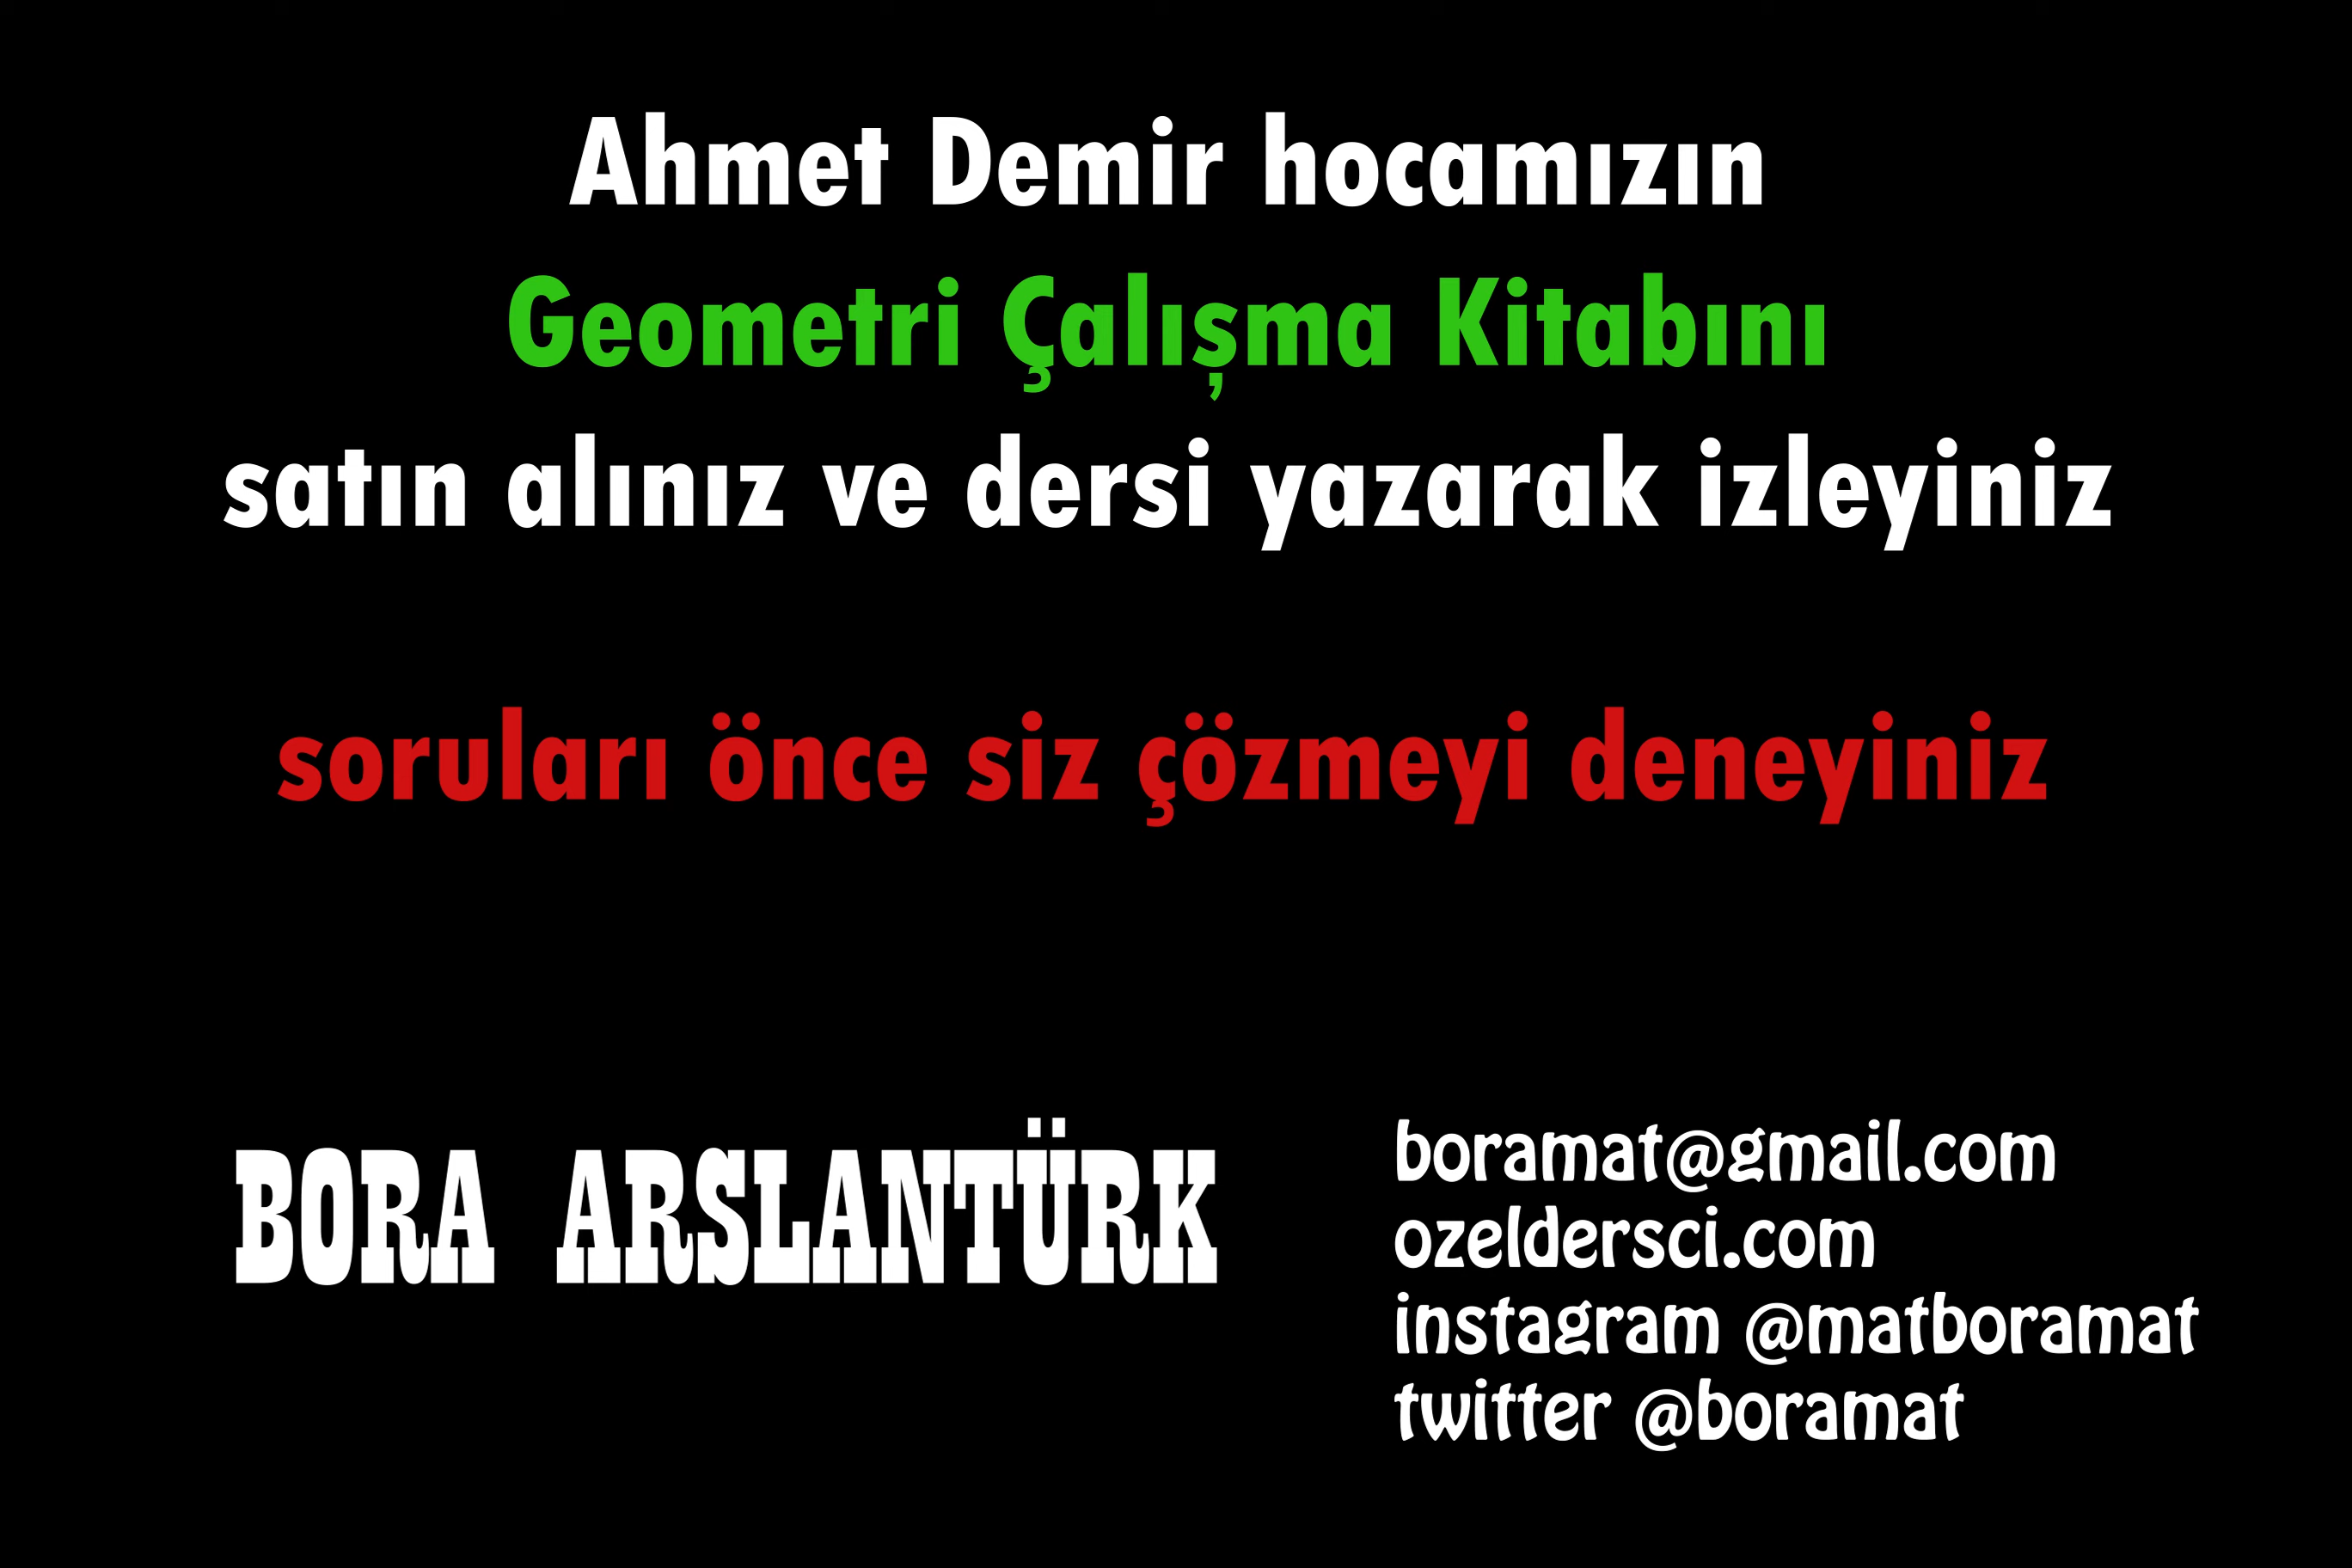 Ahmet Demir hocamızın
Geometri Çalışma Kitabını
satın alınız ve dersi yazarak izleyiniz
soruları önce siz çözmeyi deneyiniz
BORA ARSLANTÜRK
boramat@gmail.com
ozeldersci.com
instagram @matboramat
twitter @boramat